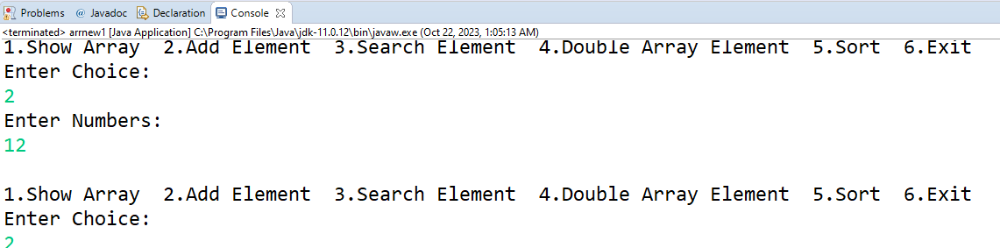 Problems @ Javadoc Declaration Console
<terminated> arrnew1 [Java Application] C:\Program Files\Java\jdk-11.0.12\bin\javaw.exe (Oct 22, 2023, 1:05:13 AM)
1.Show Array  2.Add Element  3.Search Element  4.Double Array Element  5.Sort  6.Exit
Enter Choice:
2
Enter Numbers:
12
1.Show Array  2.Add Element  3.Search Element  4.Double Array Element  5.Sort  6.Exit
Enter Choice:
2